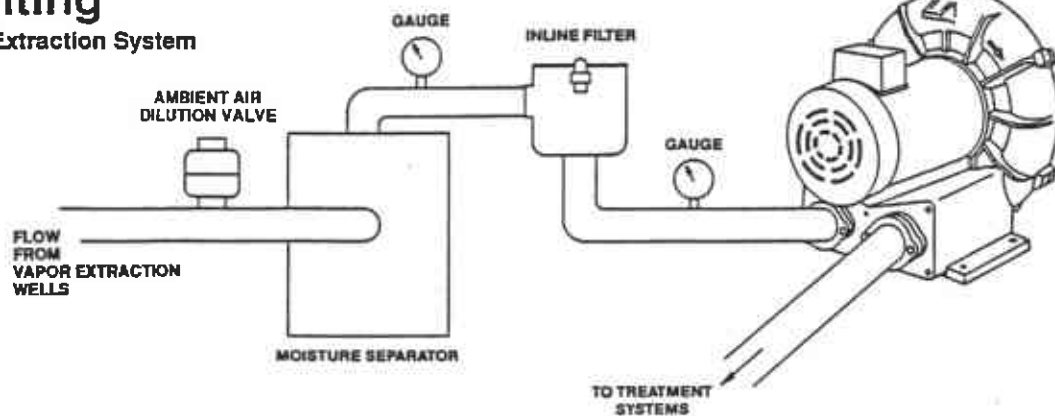 Extraction System
GAUGE
INLINE FILTER
AMBIENT AIR
DILUTION VALVE
GAUGE
FLOW
FROM
VAPOR EXTRACTION
WELLS
MOISTURE SEPARATOR
TO TREATMENT
SYSTEMS